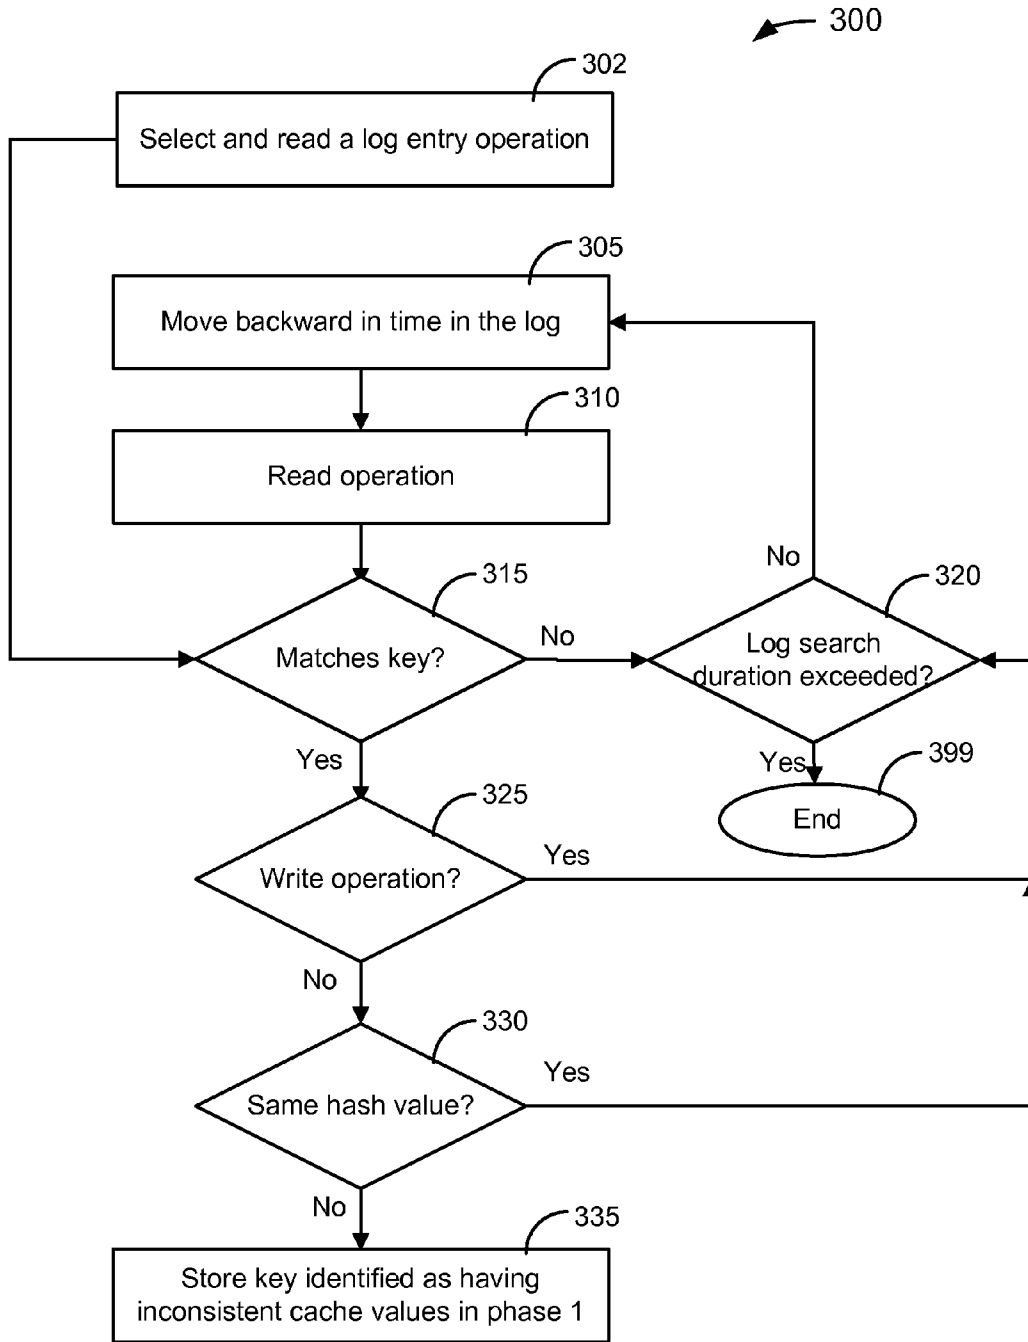 300
302
Select and read a log entry operation
305
Move backward in time in the log
310
Read operation
No
315
320
Matches key?
No
Log search
duration exceeded?
Yes
Yes
399
End
325
Write operation?
Yes
No
330
Same hash value?
Yes
No
335
Store key identified as having
inconsistent cache values in phase 1